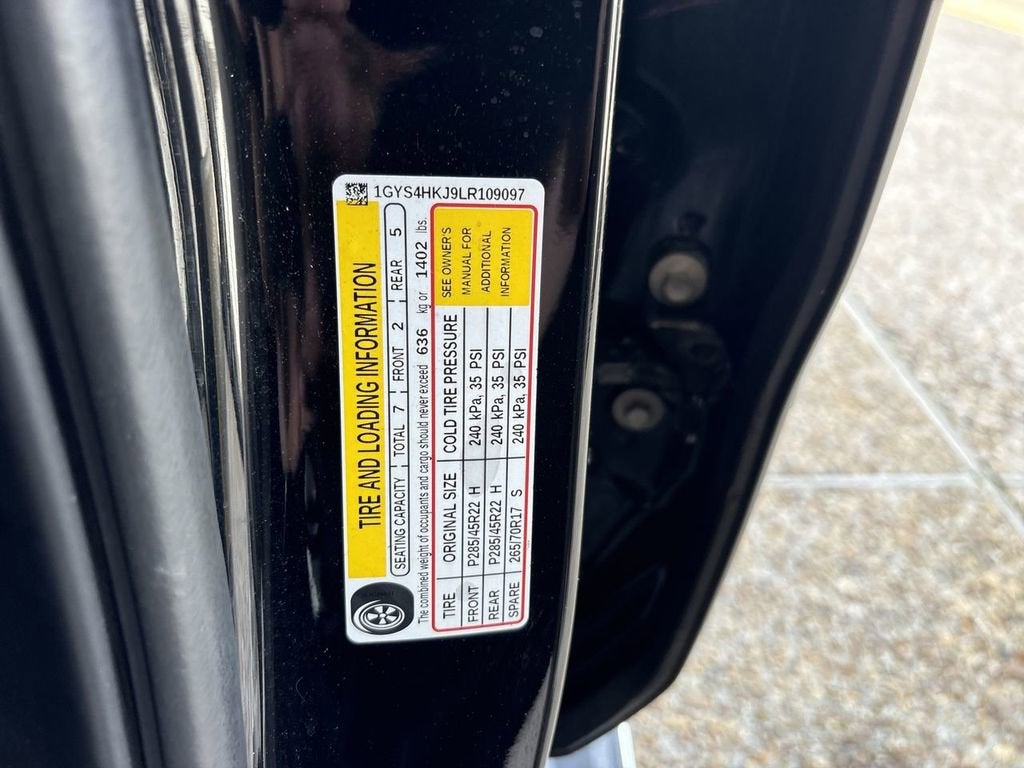 1GYS4HKJ9LR109097
TIRE AND LOADING INFORMATION
SEATING CAPACITY TOTAL 7 FRONT 2 REAR 5
The combined weight of occupants and cargo should never exceed 636 kg or 1402 lbs.
TIRE ORIGINAL SIZE COLD TIRE PRESSURE SEE OWNER'S
FRONT P285/45R22 H 240 kPa, 35 PSI MANUAL FOR
REAR P285/45R22 H 240 kPa, 35 PSI ADDITIONAL
SPARE 265/70R17 S 240 kPa, 35 PSI INFORMATION